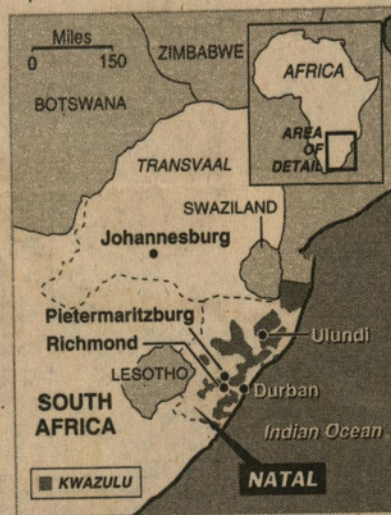 Miles
0 150
ZIMBABWE
BOTSWANA
AFRICA
AREA
OF
DETAIL
TRANSVAAL
SWAZILAND
Johannesburg
Pietermaritzburg
Richmond
Ulundi
LESOTHO
Durban
SOUTH
AFRICA
Indian Ocean
KWAZULU
NATAL